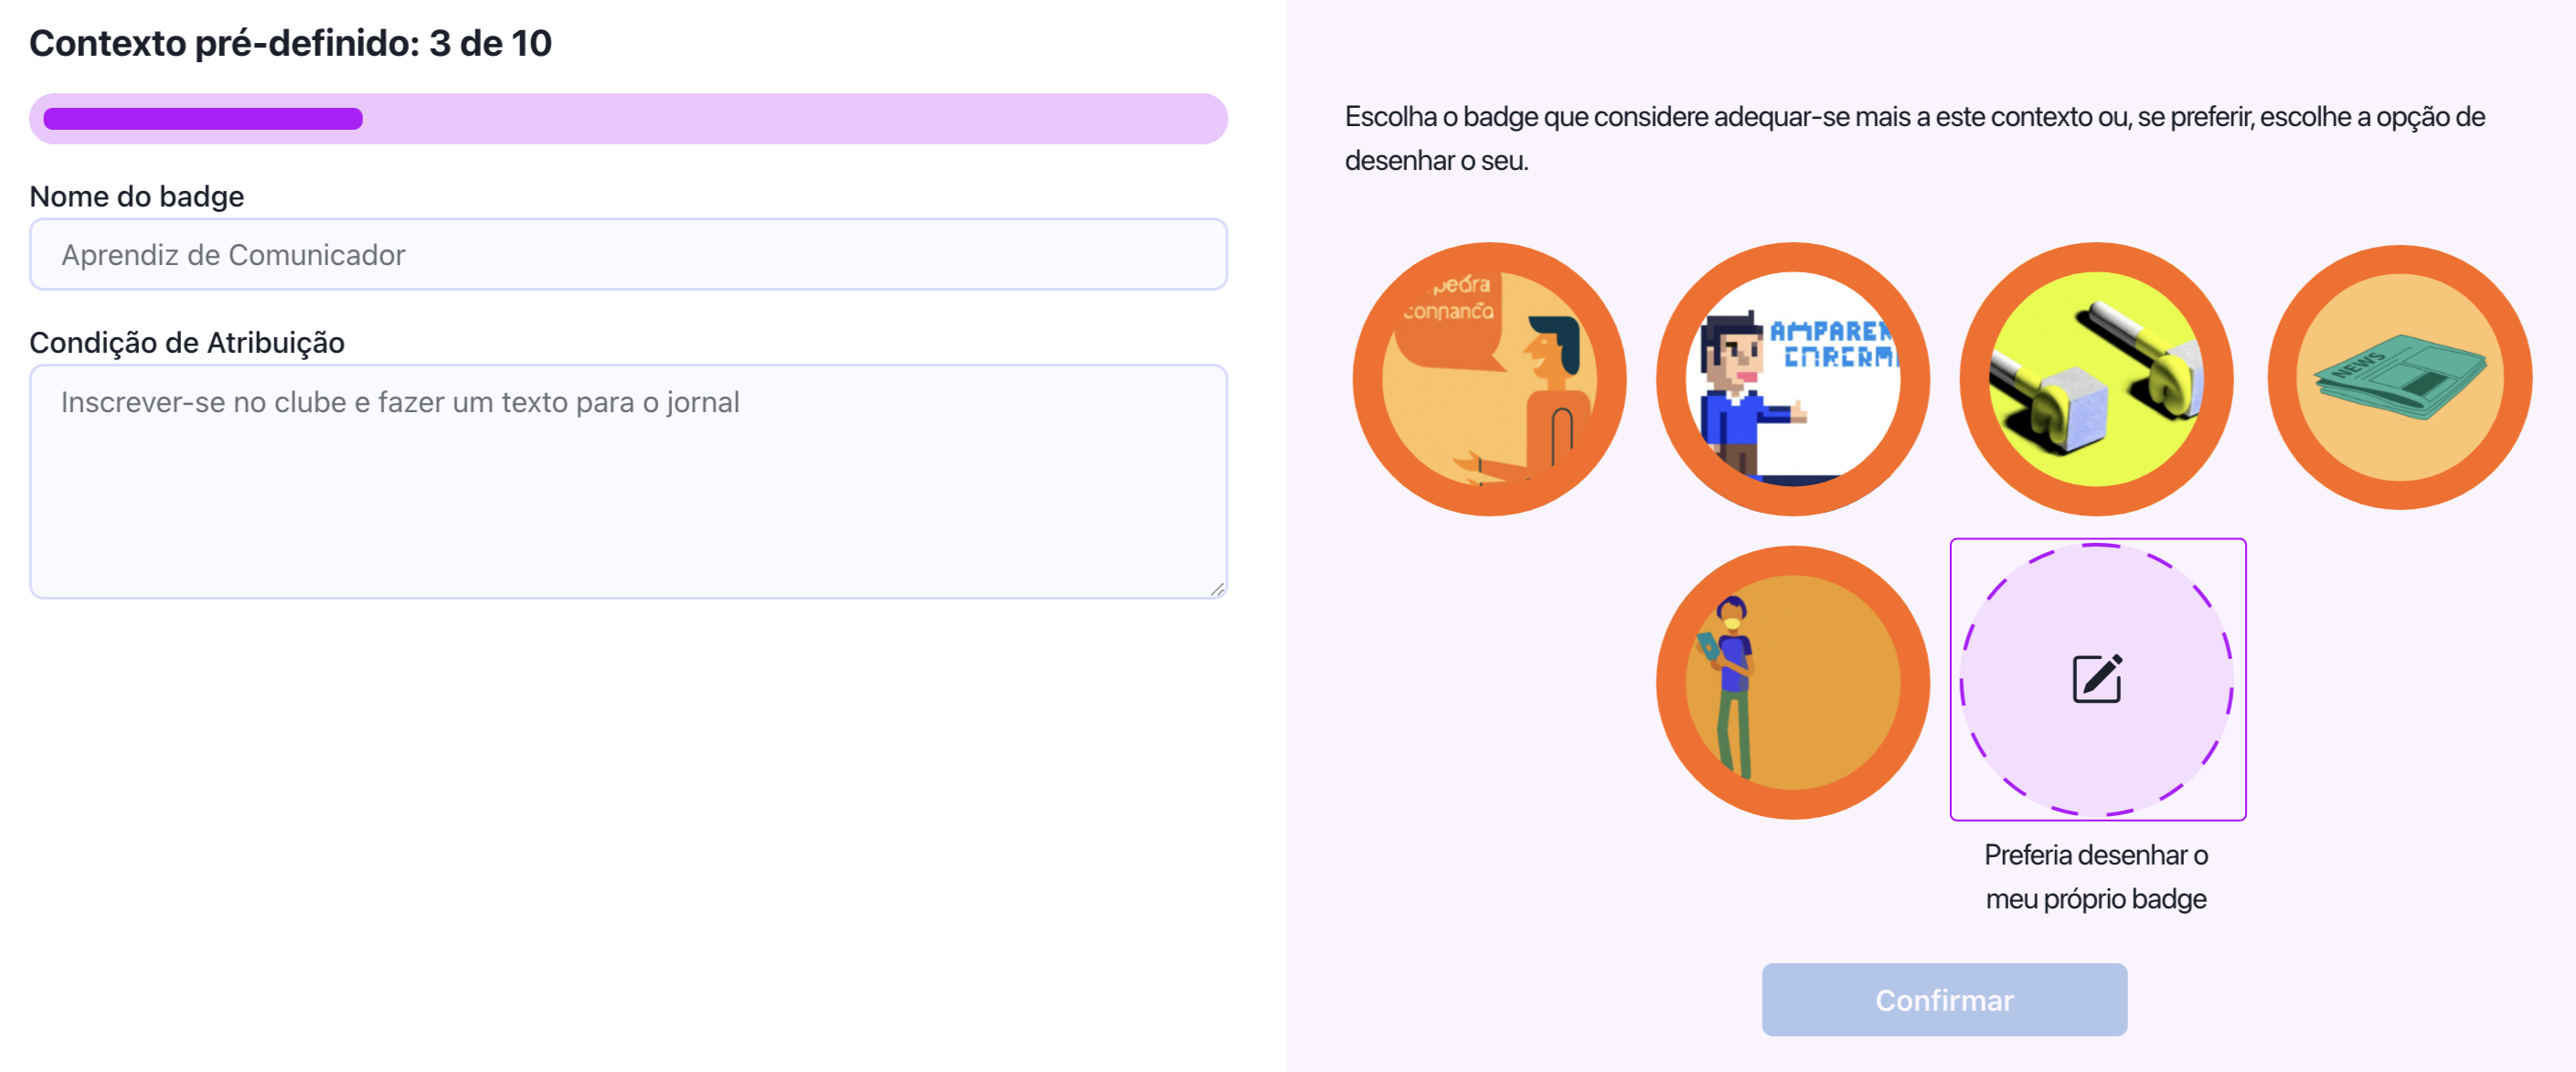 Contexto pré-definido: 3 de 10
Nome do badge
Aprendiz de Comunicador
Condição de Atribuição
Inscrever-se no clube e fazer um texto para o jornal
Escolha o badge que considere adequar-se mais a este contexto ou, se preferir, escolhe a opção de
desenhar o seu.
pedra
connanca
AMPAREN
NEWS
Preferia desenhar o
meu próprio badge
Confirmar